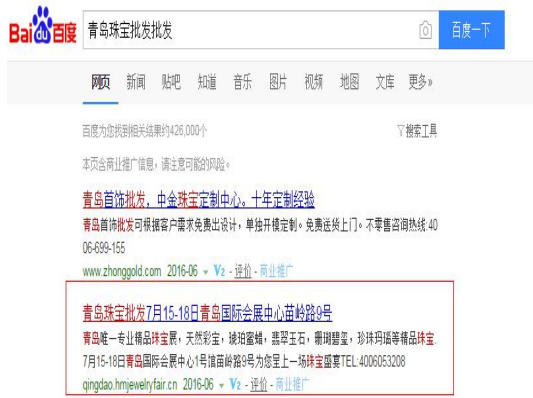 Bai百度
青岛珠宝批发批发
百度一下
网页 新闻 贴吧 知道 音乐 图片 视频 地图 文库 更多»
百度为您找到相关结果约426,000个
搜索工具
本页含商业推广信息,请注意可能的风险。
青岛首饰批发,中金珠宝定制中心。十年定制经验
青岛首饰批发可根据客户需求免费出设计,单独开模定制。免费送货上门。不零售咨询热线:40
06-699-155
www.zhonggold.com 2016-06 V2 - 评价 - 商业推广
青岛珠宝批发7月15-18日青岛国际会展中心苗岭路9号
青岛唯一专业精品珠宝展,天然彩宝,琥珀蜜蜡,翡翠玉石,珊瑚碧玺,珍珠玛瑙等精品珠宝.
7月15-18日青岛国际会展中心1号馆苗岭路9号为您呈上一场珠宝盛宴TEL:4006053208
qingdao.hmjewelryfair.cn 2016-06 V2 - 评价 - 商业推广